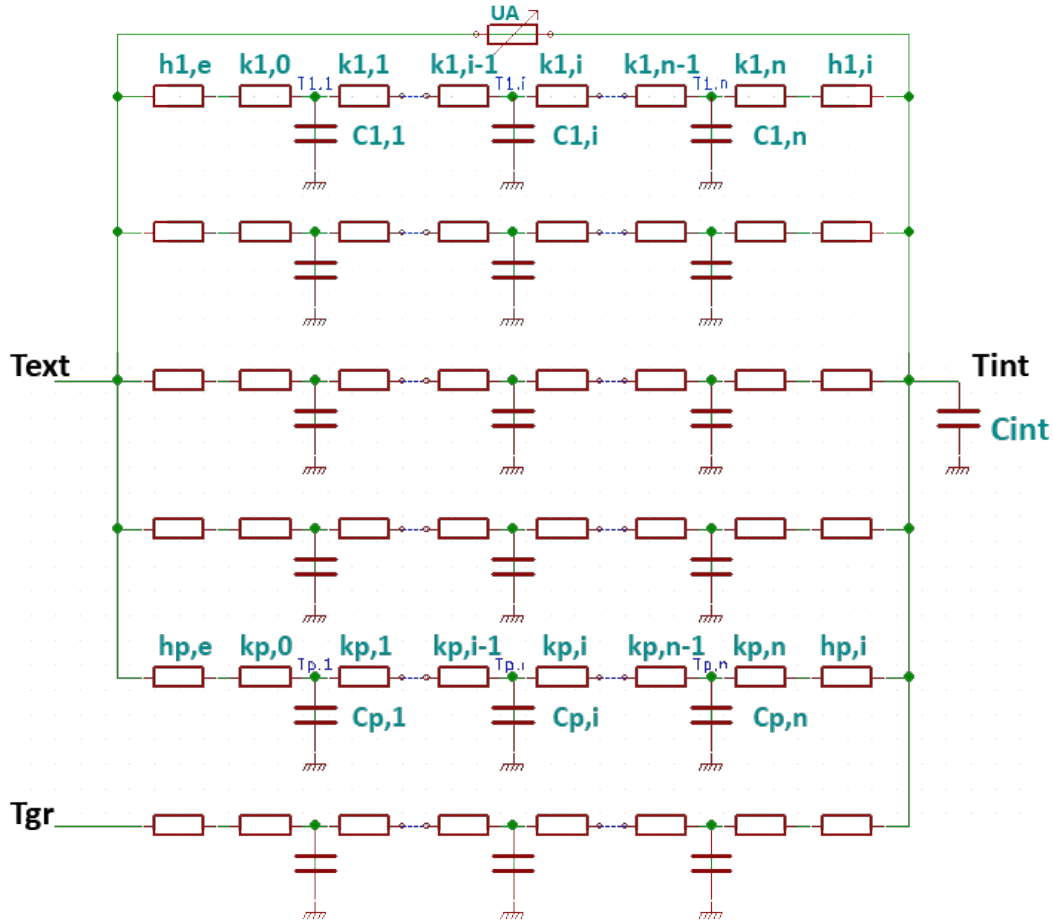 UA
h1,e k1,0 k1,1 k1,i-1 k1,i k1,n-1 k1,n h1,i
T1,1 T1,i T1,n
C1,1 C1,i C1,n
Text
Tint
Cint
hp,e kp,0 kp,1 kp,i-1 kp,i kp,n-1 kp,n hp,i
Tp,1 Tp,i Tp,n
Cp,1 Cp,i Cp,n
Tgr